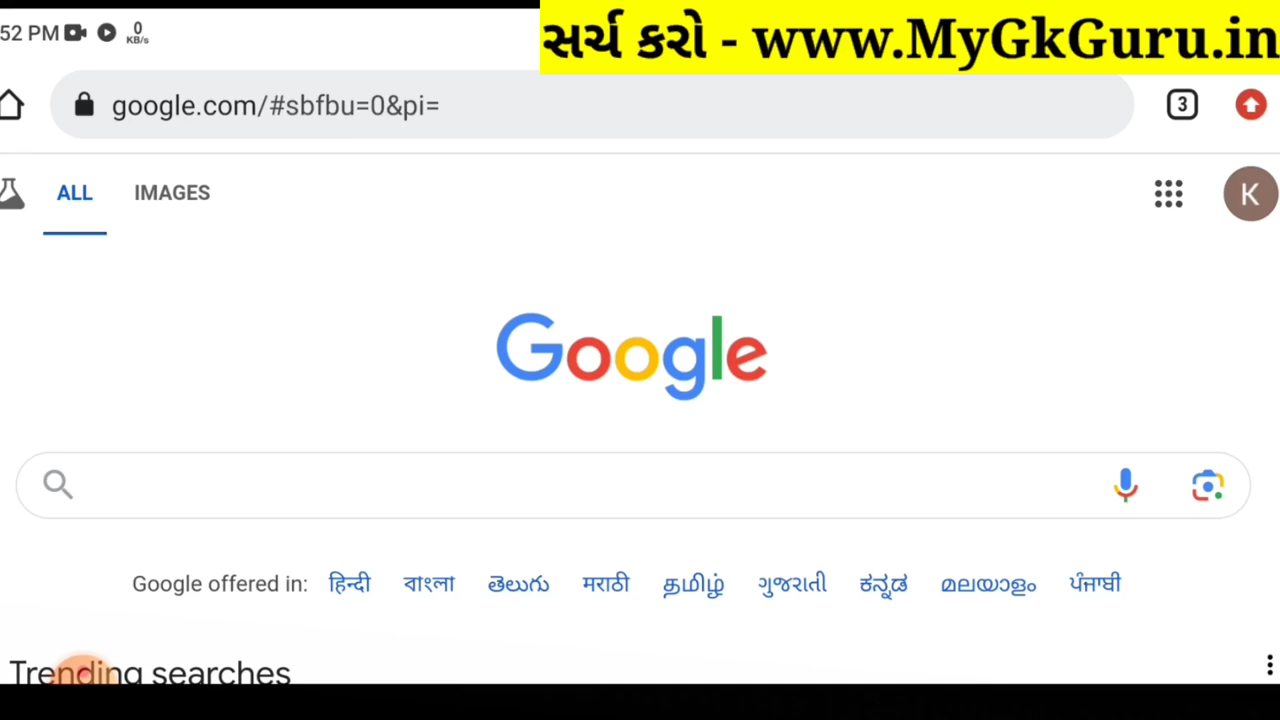 52 PM 0 KB/s
સર્ચ કરો - www.MyGkGuru.in
google.com/#sbfbu=0&pi=
3
ALL IMAGES
K
Google
Google offered in: हिन्दी বাংলা తెలుగు मराठी தமிழ் ગુજરાતી ಕನ್ನಡ മലയാളം ਪੰਜਾਬੀ
Trending searches